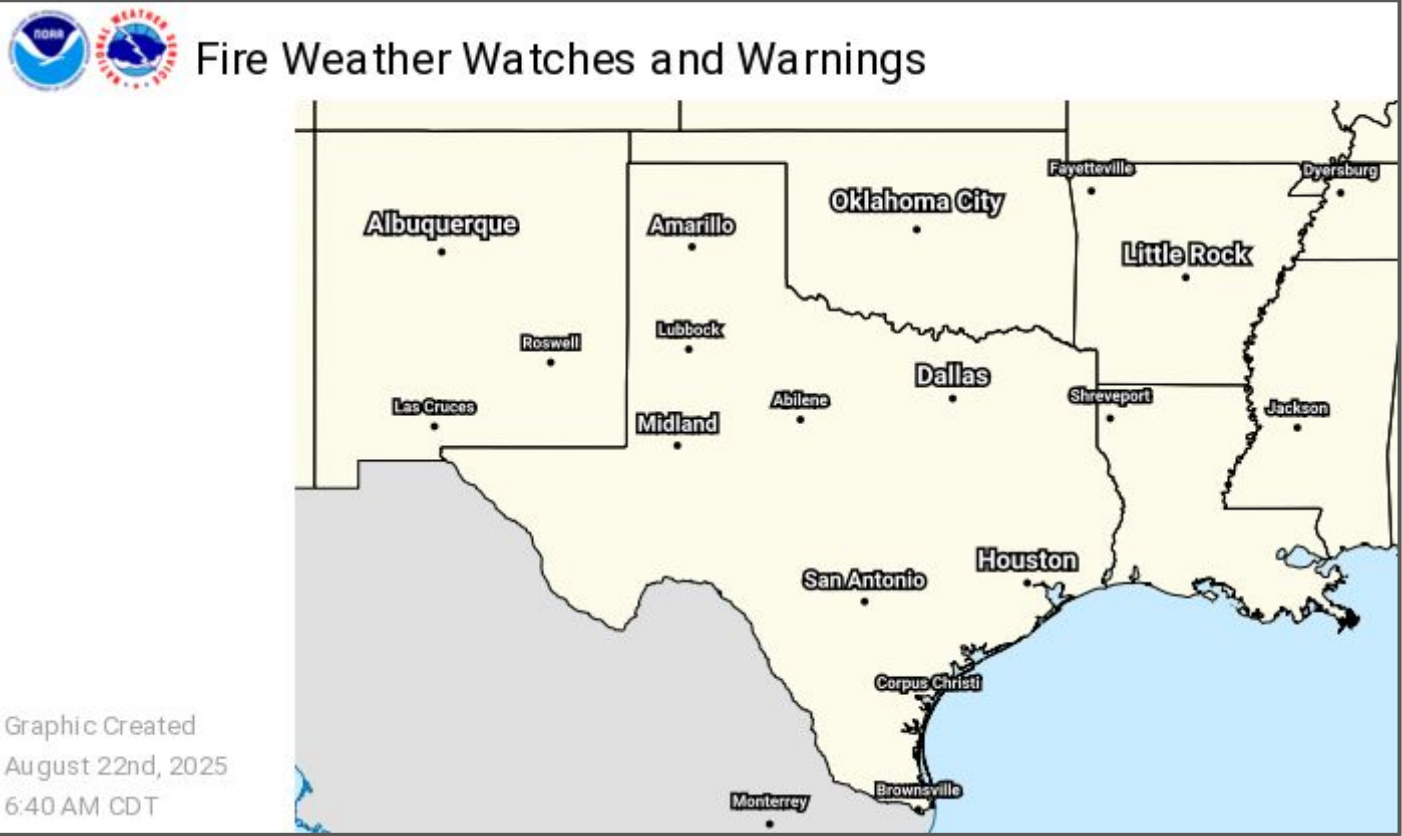 NOAA
NATIONAL WEATHER SERVICE
Fire Weather Watches and Warnings
Fayetteville
Dyersburg
Oklahoma City
Albuquerque
Amarillo
Little Rock
Lubbock
Roswell
Dallas
Shreveport
Abilene
Las Cruces
Jackson
Midland
Houston
San Antonio
Corpus Christi
Brownsville
Monterrey
Graphic Created
August 22nd, 2025
6:40 AM CDT